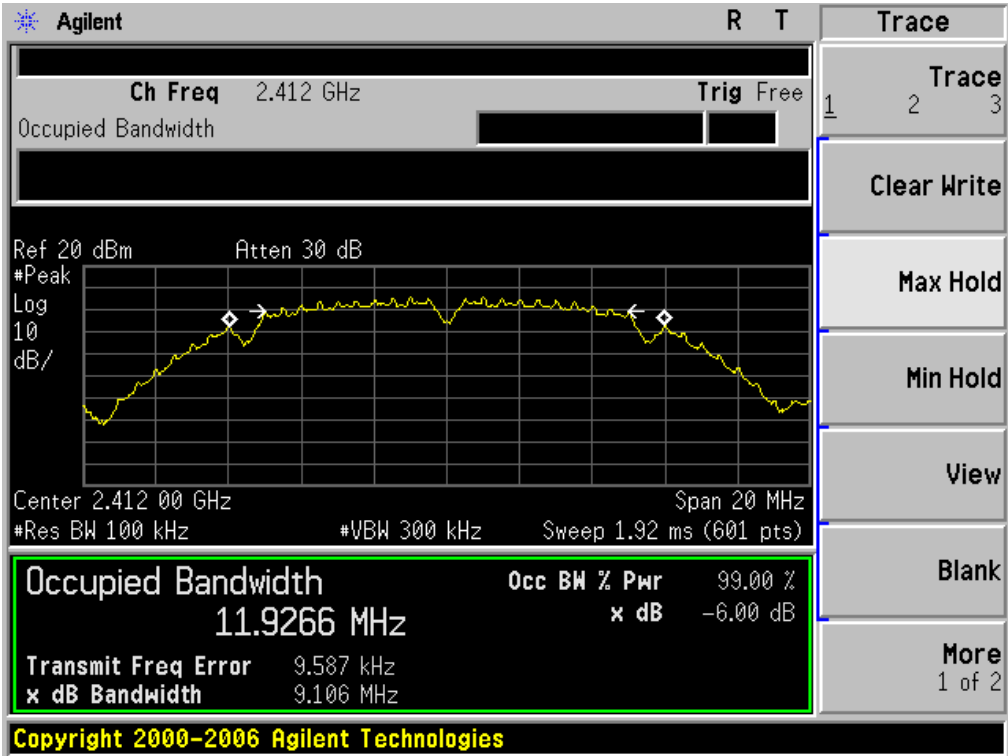 Agilent R T Trace
Ch Freq 2.412 GHz Trig Free
Occupied Bandwidth
Trace
1 2 3
Clear Write
Max Hold
Min Hold
View
Blank
More
1 of 2
Ref 20 dBm Atten 30 dB
#Peak
Log
10
dB/
Center 2.412 00 GHz Span 20 MHz
#Res BW 100 kHz #VBW 300 kHz Sweep 1.92 ms (601 pts)
Occupied Bandwidth Occ BW % Pwr 99.00 %
11.9266 MHz x dB -6.00 dB
Transmit Freq Error 9.587 kHz
x dB Bandwidth 9.106 MHz
Copyright 2000-2006 Agilent Technologies